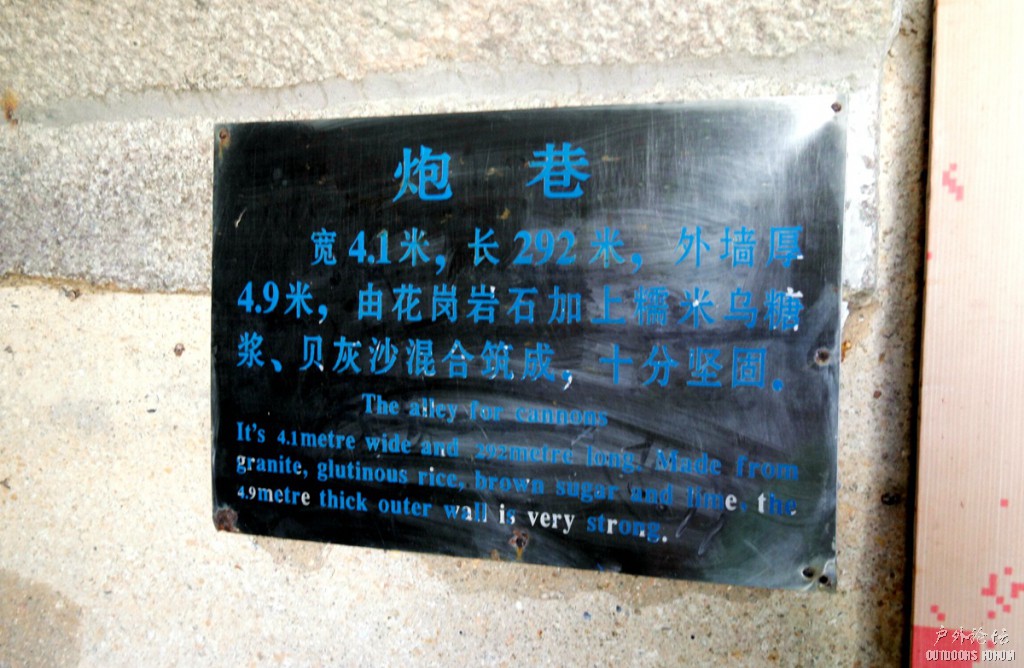 炮 巷
宽4.1米，长292米，外墙厚
4.9米，由花岗岩石加上糯米乌糖
浆、贝灰沙混合筑成，十分坚固。
The alley for cannons
It's 4.1metre wide and 292metre long. Made from
granite, glutinous rice, brown sugar and lime, the
4.9metre thick outer wall is very strong.
户外论坛
OUTDOORS FORUM